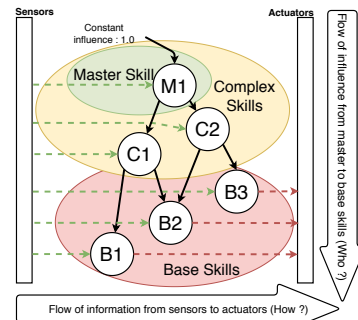 Sensors
Actuators
Constant
influence : 1.0
Master Skill
M1
Complex
Skills
C2
C1
B3
B2
B1
Base Skills
Flow of influence from master
to base skills (Who ?)
Flow of information from sensors to actuators (How ?)